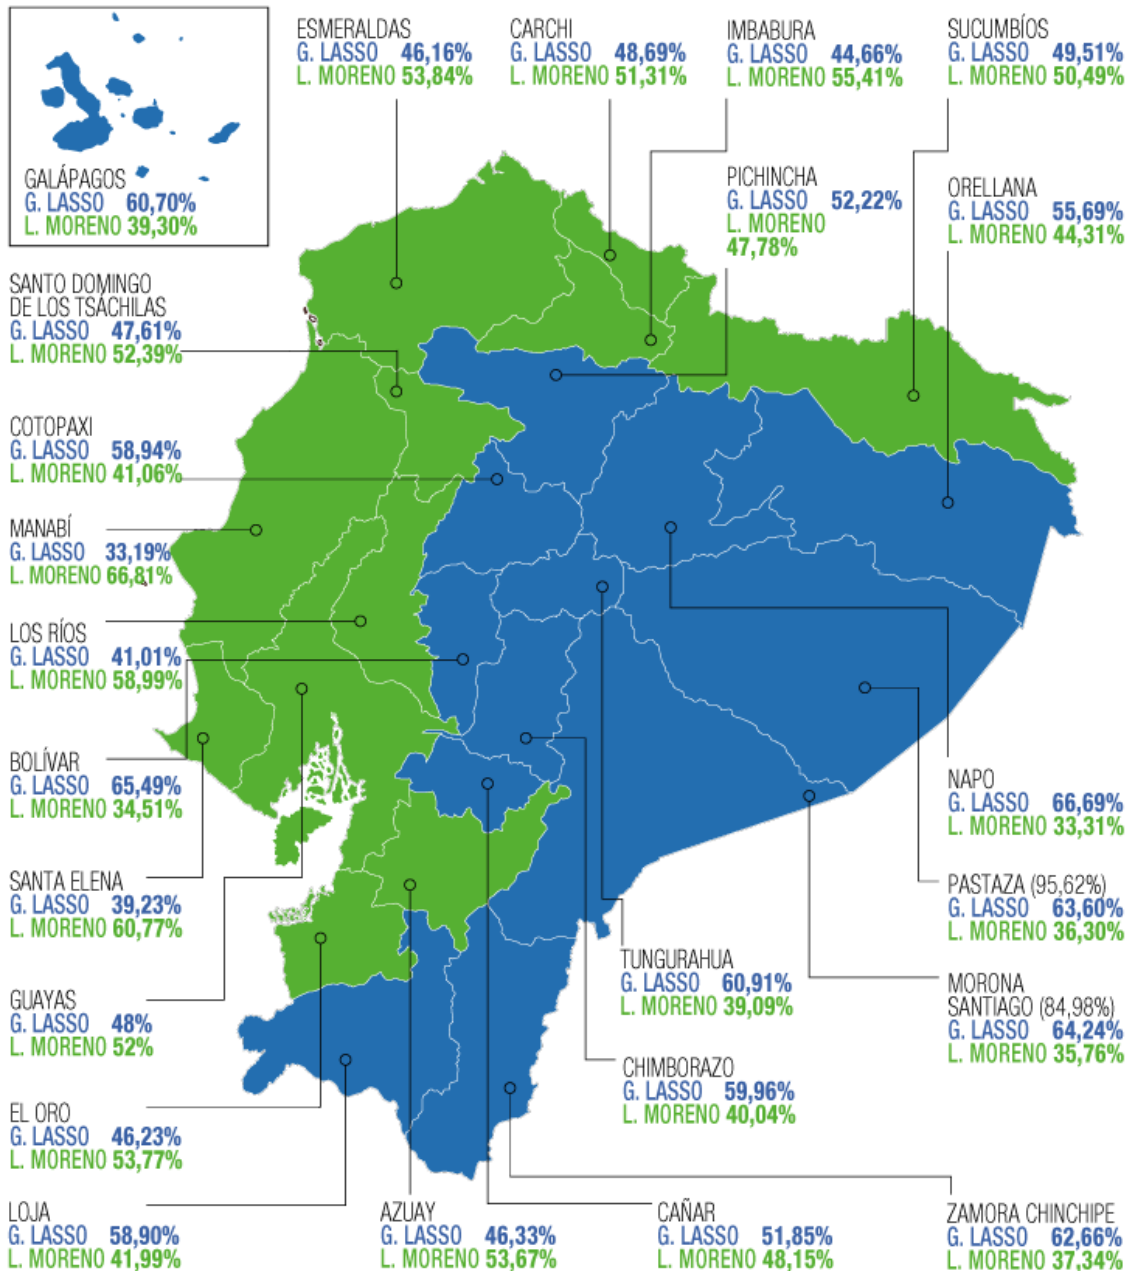 ESMERALDAS
G. LASSO 46,16%
L. MORENO 53,84%
CARCHI
G. LASSO 48,69%
L. MORENO 51,31%
IMBABURA
G. LASSO 44,66%
L. MORENO 55,41%
SUCUMBÍOS
G. LASSO 49,51%
L. MORENO 50,49%
GALÁPAGOS
G. LASSO 60,70%
L. MORENO 39,30%
PICHINCHA
G. LASSO 52,22%
L. MORENO
47,78%
ORELLANA
G. LASSO 55,69%
L. MORENO 44,31%
SANTO DOMINGO
DE LOS TSÁCHILAS
G. LASSO 47,61%
L. MORENO 52,39%
COTOPAXI
G. LASSO 58,94%
L. MORENO 41,06%
MANABÍ
G. LASSO 33,19%
L. MORENO 66,81%
LOS RÍOS
G. LASSO 41,01%
L. MORENO 58,99%
BOLÍVAR
G. LASSO 65,49%
L. MORENO 34,51%
NAPO
G. LASSO 66,69%
L. MORENO 33,31%
SANTA ELENA
G. LASSO 39,23%
L. MORENO 60,77%
PASTAZA (95,62%)
G. LASSO 63,60%
L. MORENO 36,30%
TUNGURAHUA
G. LASSO 60,91%
L. MORENO 39,09%
MORONA
SANTIAGO (84,98%)
G. LASSO 64,24%
L. MORENO 35,76%
GUAYAS
G. LASSO 48%
L. MORENO 52%
CHIMBORAZO
G. LASSO 59,96%
L. MORENO 40,04%
EL ORO
G. LASSO 46,23%
L. MORENO 53,77%
LOJA
G. LASSO 58,90%
L. MORENO 41,99%
AZUAY
G. LASSO 46,33%
L. MORENO 53,67%
CAÑAR
G. LASSO 51,85%
L. MORENO 48,15%
ZAMORA CHINCHIPE
G. LASSO 62,66%
L. MORENO 37,34%